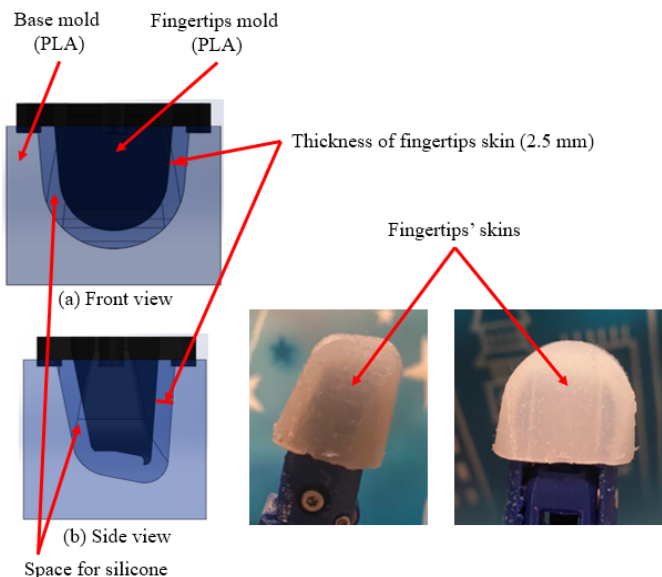 Base mold
(PLA)
Fingertips mold
(PLA)
Thickness of fingertips skin (2.5 mm)
Fingertips' skins
(a) Front view
(b) Side view
Space for silicone